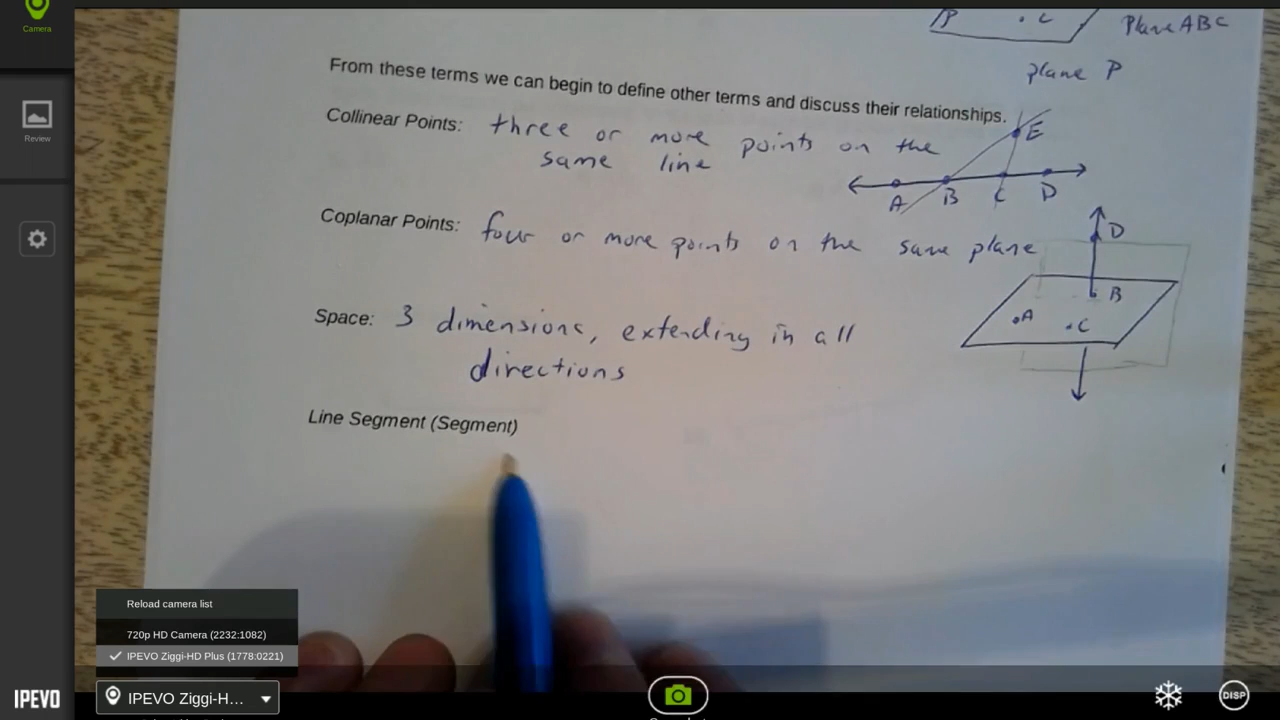 Camera
P
C
Plane ABC
plane P
From these terms we can begin to define other terms and discuss their relationships.
Collinear Points: three or more points on the
same line
E
A B C D
Coplanar Points: four or more points on the same plane
D
B
A
C
Space: 3 dimensions, extending in all
directions
Line Segment (Segment)
Review
Reload camera list
720p HD Camera (2232:1082)
IPEVO Ziggi-HD Plus (1778:0221)
IPEVO
IPEVO Ziggi-H...
DISP